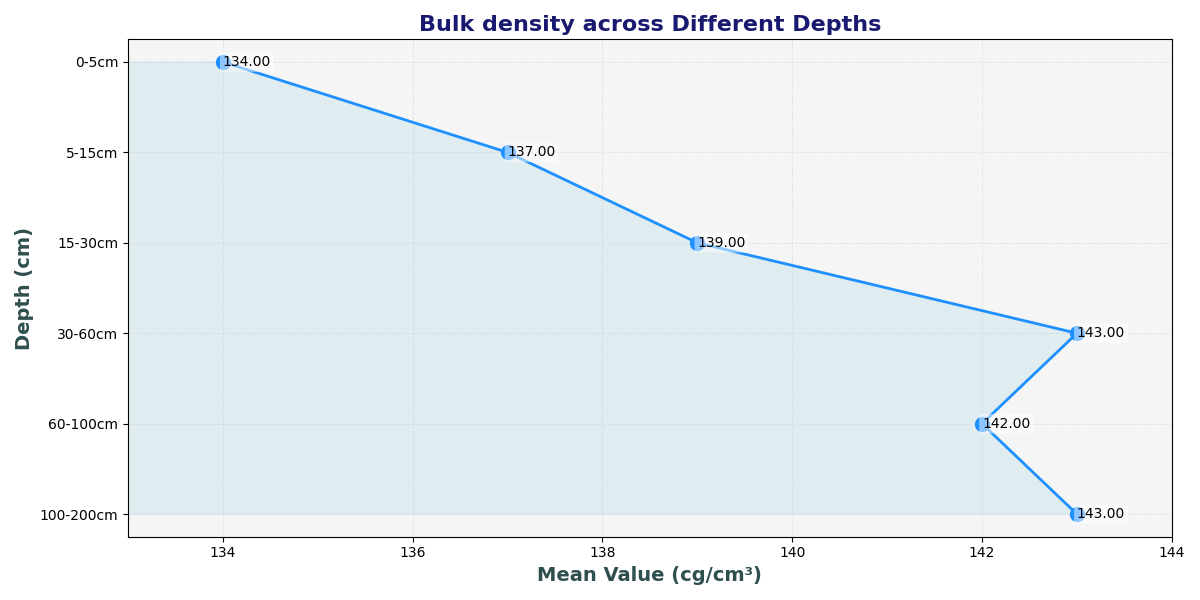 Bulk density across Different Depths
Depth (cm)
0-5cm
134.00
5-15cm
137.00
15-30cm
139.00
30-60cm
143.00
60-100cm
142.00
100-200cm
143.00
134 136 138 140 142 144
Mean Value (cg/cm³)